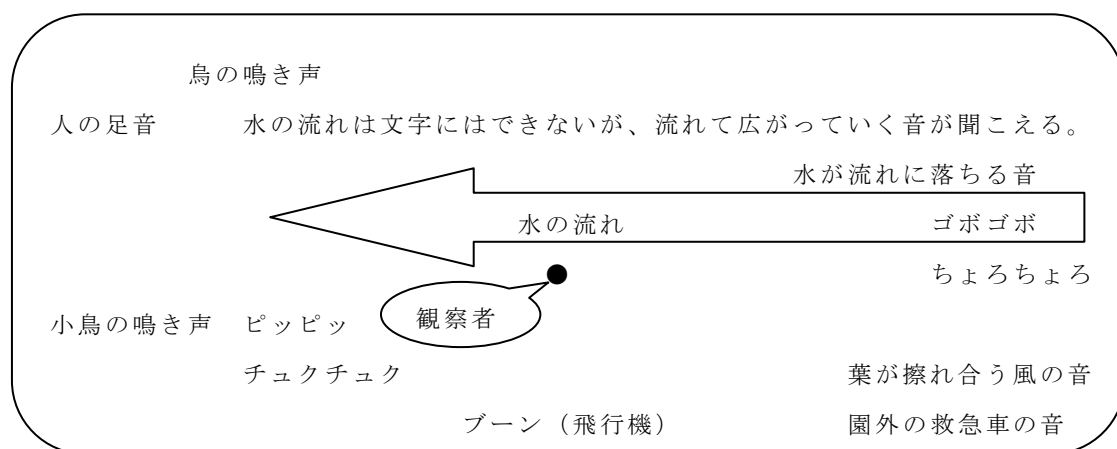 烏の鳴き声
人の足音 水の流れは文字にはできないが、流れて広がっていく音が聞こえる。
水が流れに落ちる音
水の流れ ゴボゴボ
ちょろちょろ
観察者
小鳥の鳴き声 ピッピッ
チュクチュク 葉が擦れ合う風の音
ブーン（飛行機） 園外の救急車の音